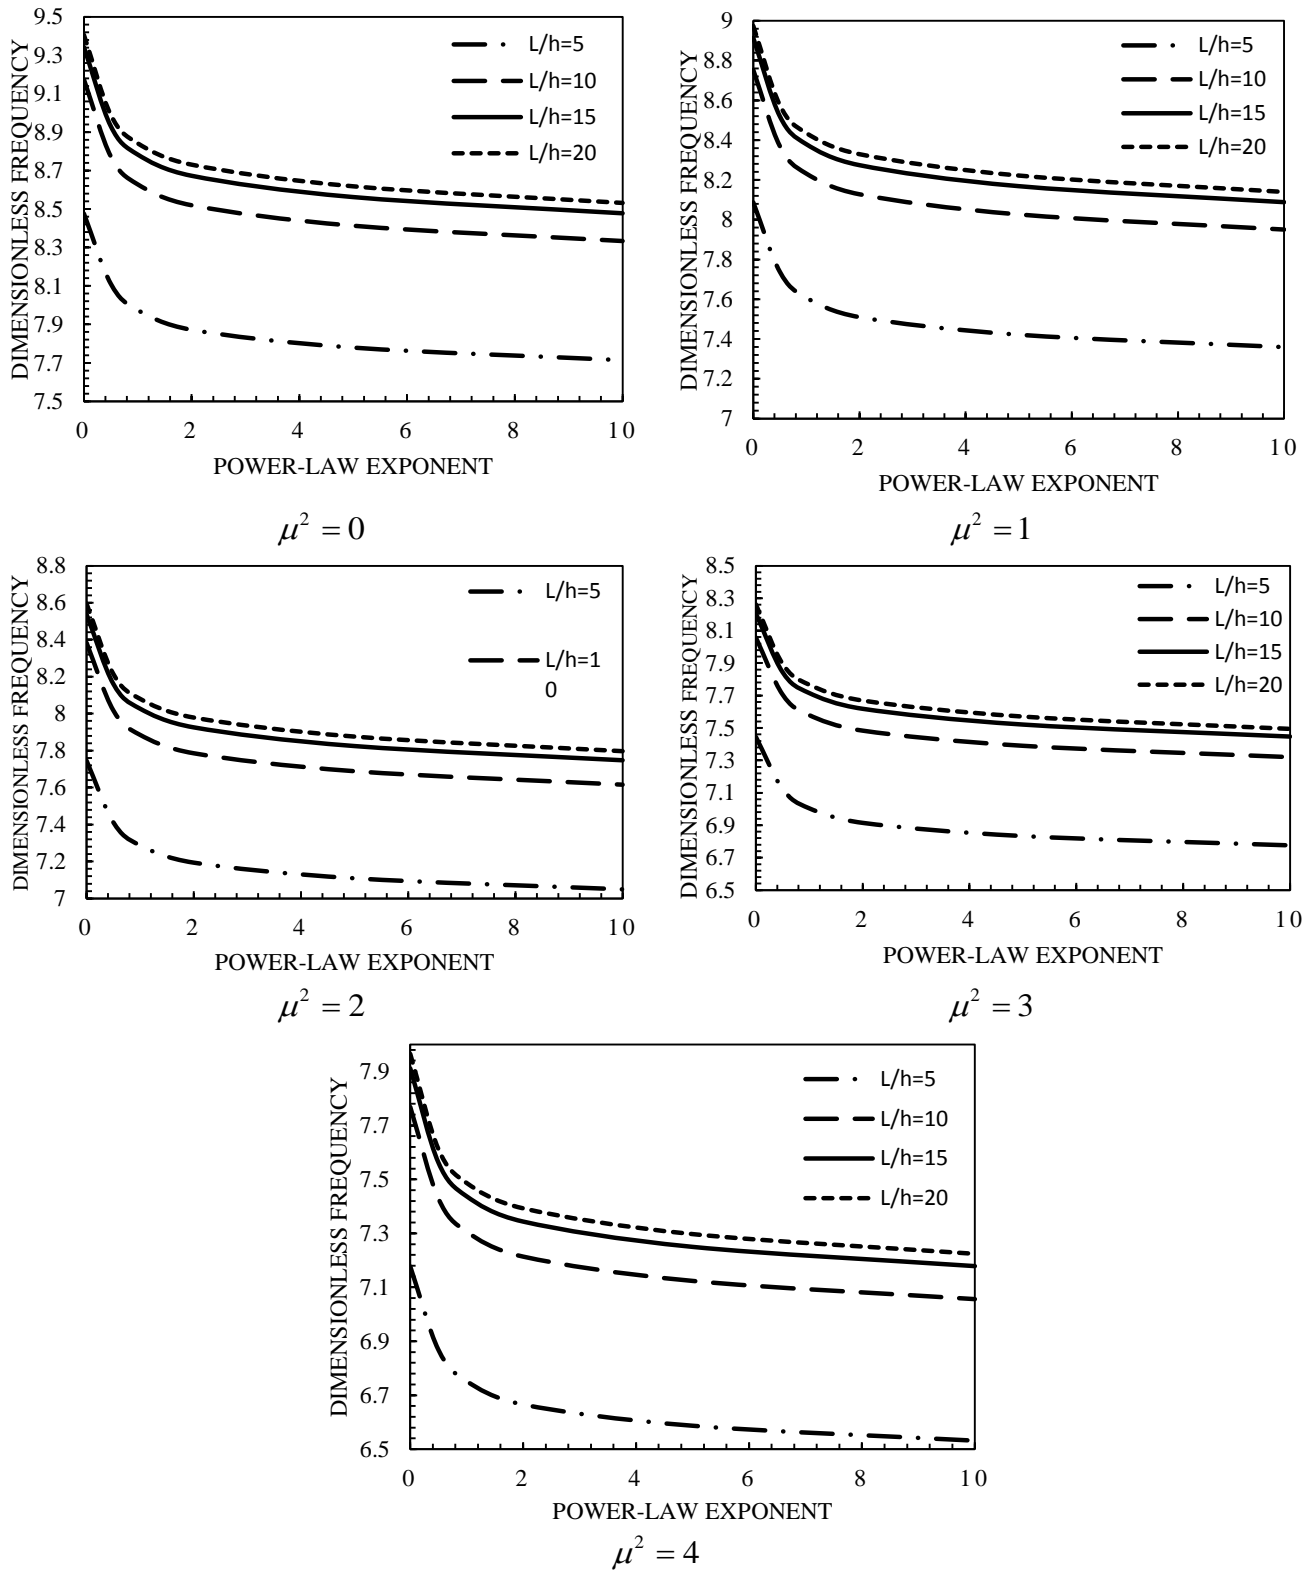 DIMENSIONLESS FREQUENCY
9.5
9.3
9.1
8.9
8.7
8.5
8.3
8.1
7.9
7.7
7.5
0 2 4 6 8 10
POWER-LAW EXPONENT
L/h=5
L/h=10
L/h=15
L/h=20
μ² = 0
DIMENSIONLESS FREQUENCY
9
8.8
8.6
8.4
8.2
8
7.8
7.6
7.4
7.2
7
0 2 4 6 8 10
POWER-LAW EXPONENT
L/h=5
L/h=10
L/h=15
L/h=20
μ² = 1
DIMENSIONLESS FREQUENCY
8.8
8.6
8.4
8.2
8
7.8
7.6
7.4
7.2
7
0 2 4 6 8 10
POWER-LAW EXPONENT
L/h=5
L/h=1
0
μ² = 2
DIMENSIONLESS FREQUENCY
8.5
8.3
8.1
7.9
7.7
7.5
7.3
7.1
6.9
6.7
6.5
0 2 4 6 8 10
POWER-LAW EXPONENT
L/h=5
L/h=10
L/h=15
L/h=20
μ² = 3
DIMENSIONLESS FREQUENCY
7.9
7.7
7.5
7.3
7.1
6.9
6.7
6.5
0 2 4 6 8 10
POWER-LAW EXPONENT
L/h=5
L/h=10
L/h=15
L/h=20
μ² = 4